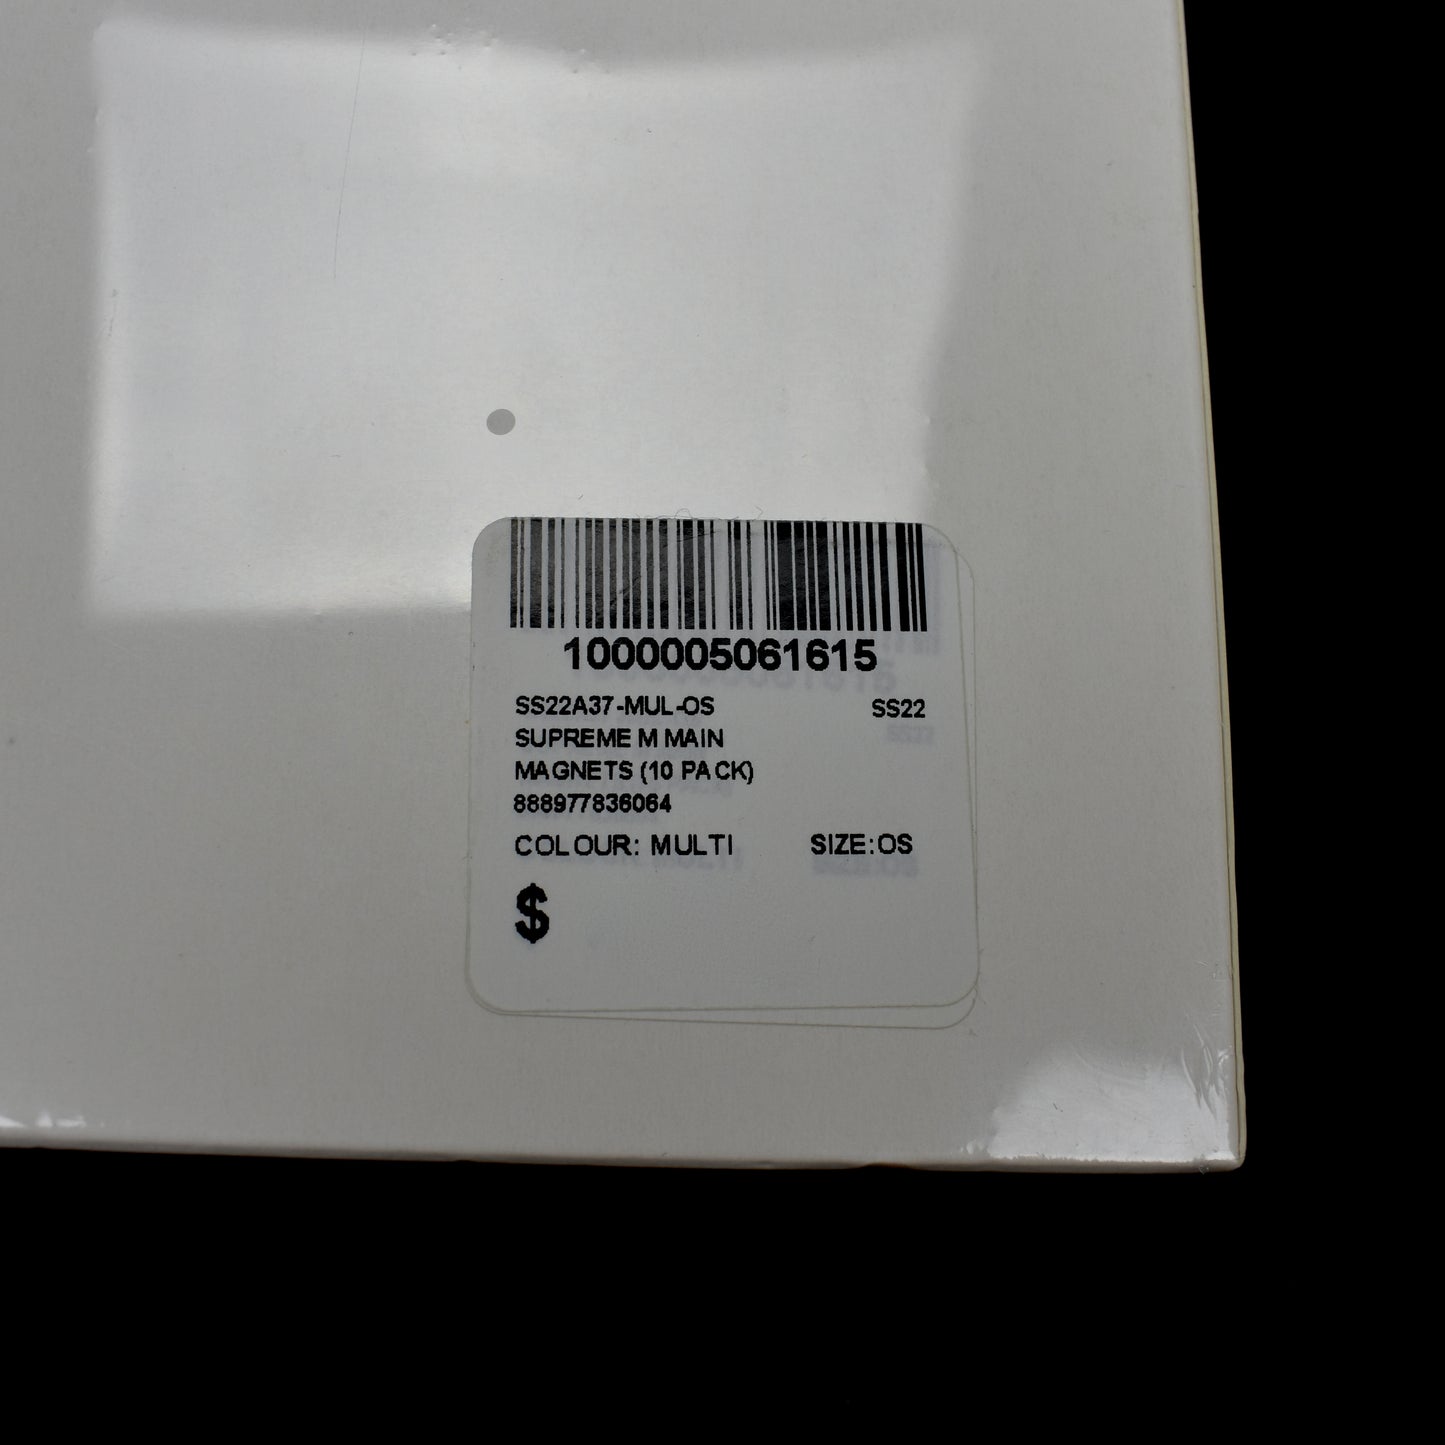 1000005061615
SS22A37-MUL-OS SS22
SUPREME M MAIN
MAGNETS (10 PACK)
888977836064
COLOUR: MULTI SIZE:OS
$